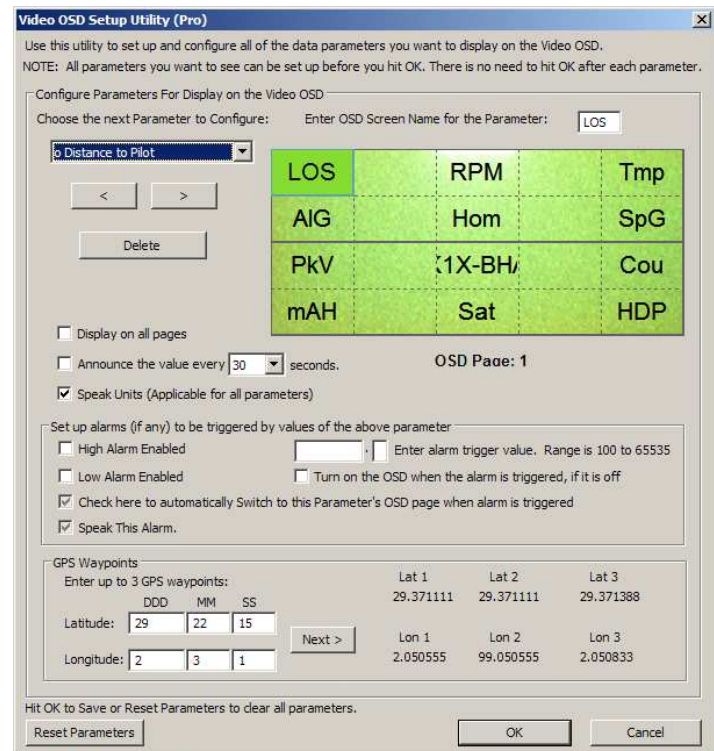 Video OSD Setup Utility (Pro)
Use this utility to set up and configure all of the data parameters you want to display on the Video OSD.
NOTE: All parameters you want to see can be set up before you hit OK. There is no need to hit OK after each parameter.
Configure Parameters For Display on the Video OSD
Choose the next Parameter to Configure: Enter OSD Screen Name for the Parameter: LOS
o Distance to Pilot
< >
Delete
LOS RPM Tmp
AlG Hom SpG
PkV X1X-BHA Cou
mAH Sat HDP
Display on all pages
Announce the value every 30 seconds. OSD Page: 1
Speak Units (Applicable for all parameters)
Set up alarms (if any) to be triggered by values of the above parameter
High Alarm Enabled . Enter alarm trigger value. Range is 100 to 65535
Low Alarm Enabled Turn on the OSD when the alarm is triggered, if it is off
Check here to automatically Switch to this Parameter's OSD page when alarm is triggered
Speak This Alarm.
GPS Waypoints
Enter up to 3 GPS waypoints: Lat 1 Lat 2 Lat 3
DDD MM SS 29.371111 29.371111 29.371388
Latitude: 29 22 15
Next > Lon 1 Lon 2 Lon 3
Longitude: 2 3 1 2.050555 99.050555 2.050833
Hit OK to Save or Reset Parameters to clear all parameters.
Reset Parameters OK Cancel